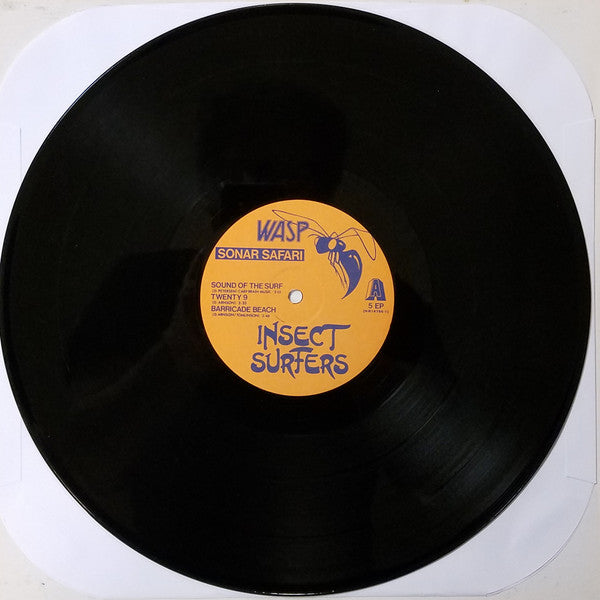 WASP
SONAR SAFARI
SOUND OF THE SURF
TWENTY 9
BARRICADE BEACH
A
5 EP
INSECT
SURFERS